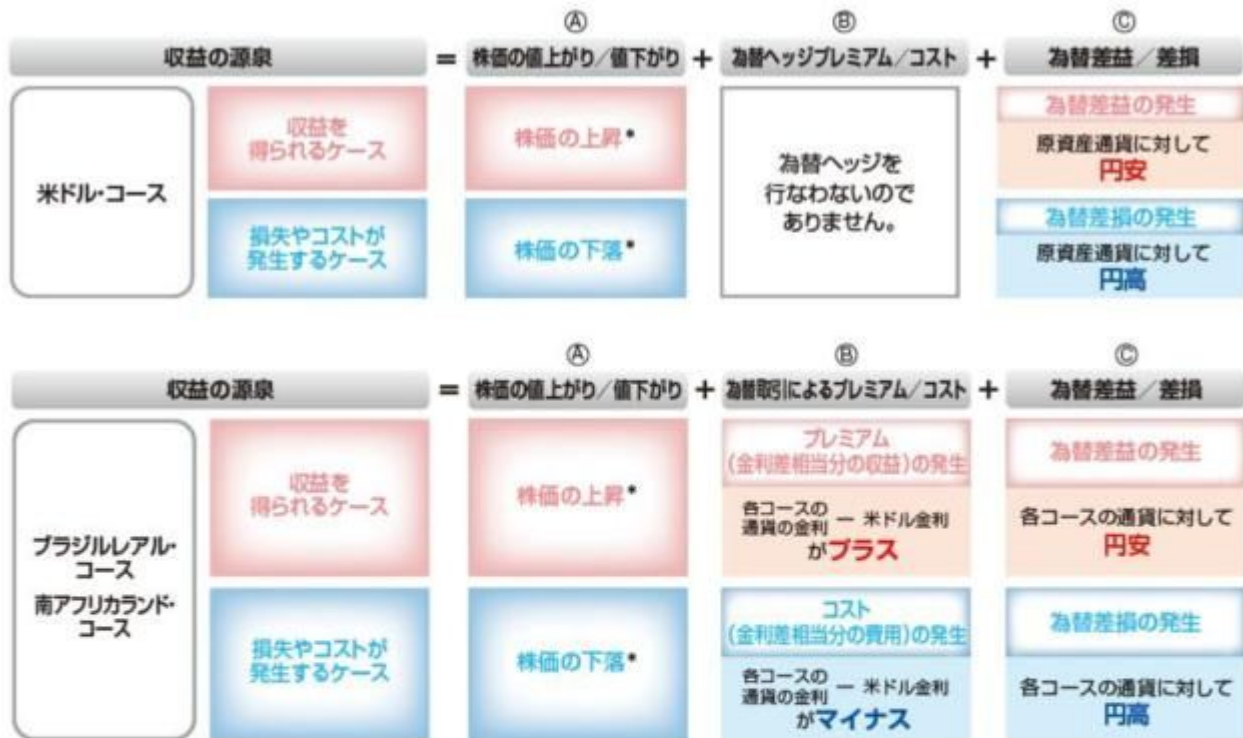 Ⓐ Ⓑ Ⓒ
収益の源泉 = 株価の値上がり/値下がり + 為替ヘッジプレミアム/コスト + 為替差益/差損
米ドル・コース
収益を
得られるケース
株価の上昇*
為替ヘッジを
行なわないので
ありません。
為替差益の発生
原資産通貨に対して
円安
損失やコストが
発生するケース
株価の下落*
為替差損の発生
原資産通貨に対して
円高
Ⓐ Ⓑ Ⓒ
収益の源泉 = 株価の値上がり/値下がり + 為替取引によるプレミアム/コスト + 為替差益/差損
ブラジルレアル・
コース
南アフリカランド・
コース
収益を
得られるケース
株価の上昇*
プレミアム
(金利差相当分の収益)の発生
各コースの
通貨の金利 ー 米ドル金利
がプラス
為替差益の発生
各コースの通貨に対して
円安
損失やコストが
発生するケース
株価の下落*
コスト
(金利差相当分の費用)の発生
各コースの
通貨の金利 ー 米ドル金利
がマイナス
為替差損の発生
各コースの通貨に対して
円高